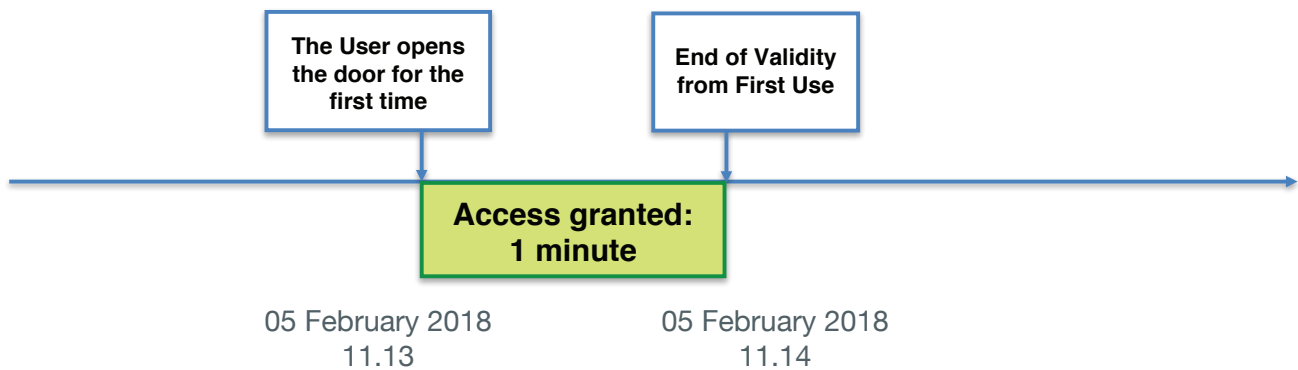 The User opens
the door for the
first time
End of Validity
from First Use
Access granted:
1 minute
05 February 2018
11.13
05 February 2018
11.14